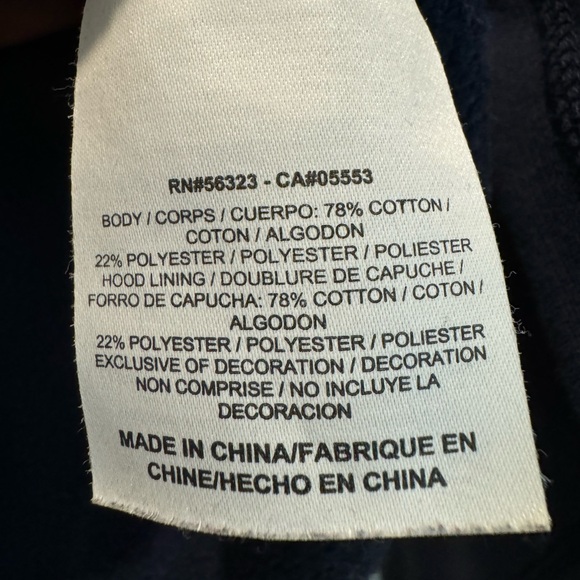 RN#56323 - CA#05553
BODY / CORPS / CUERPO: 78% COTTON /
COTON / ALGODON
22% POLYESTER / POLYESTER / POLIESTER
HOOD LINING / DOUBLURE DE CAPUCHE /
FORRO DE CAPUCHA: 78% COTTON / COTON /
ALGODON
22% POLYESTER / POLYESTER / POLIESTER
EXCLUSIVE OF DECORATION / DECORATION
NON COMPRISE / NO INCLUYE LA
DECORACION
MADE IN CHINA/FABRIQUE EN
CHINE/HECHO EN CHINA